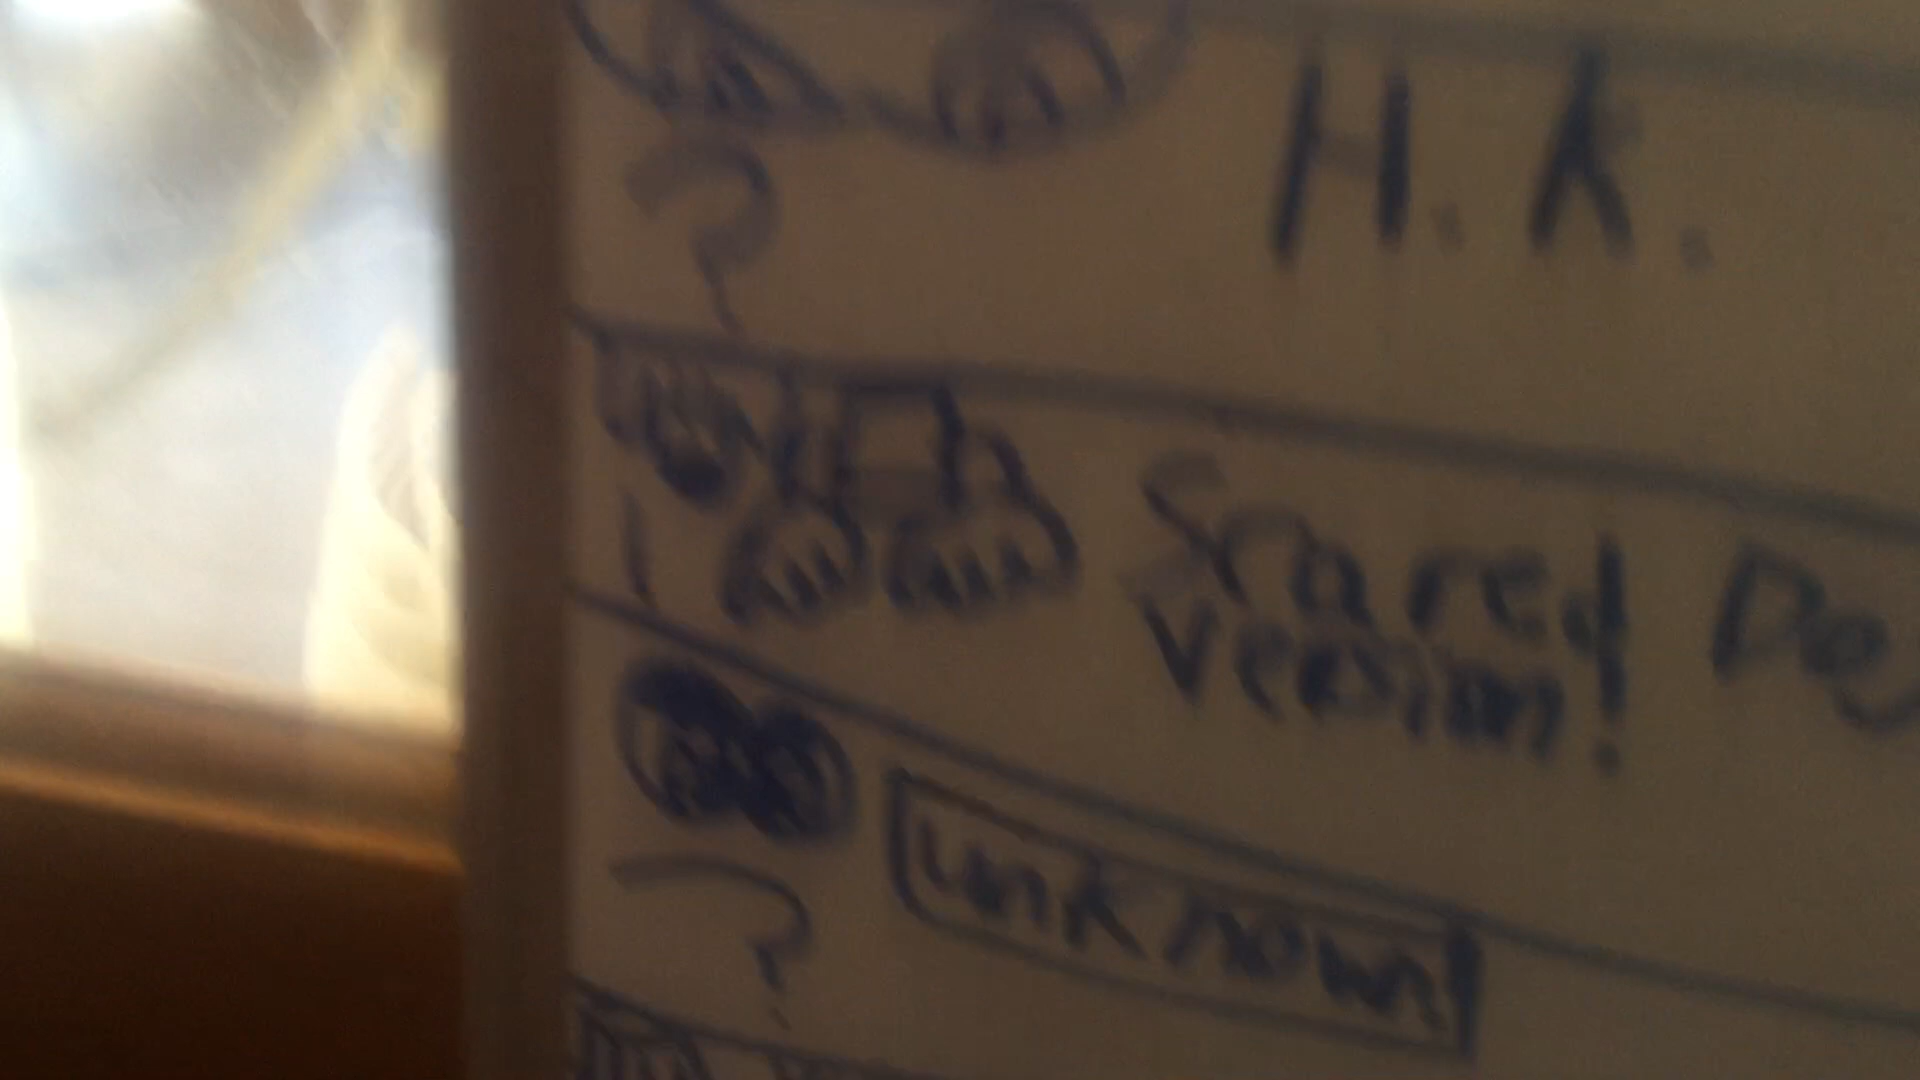 ?
H.K.
Scared
Version!
?
unknown